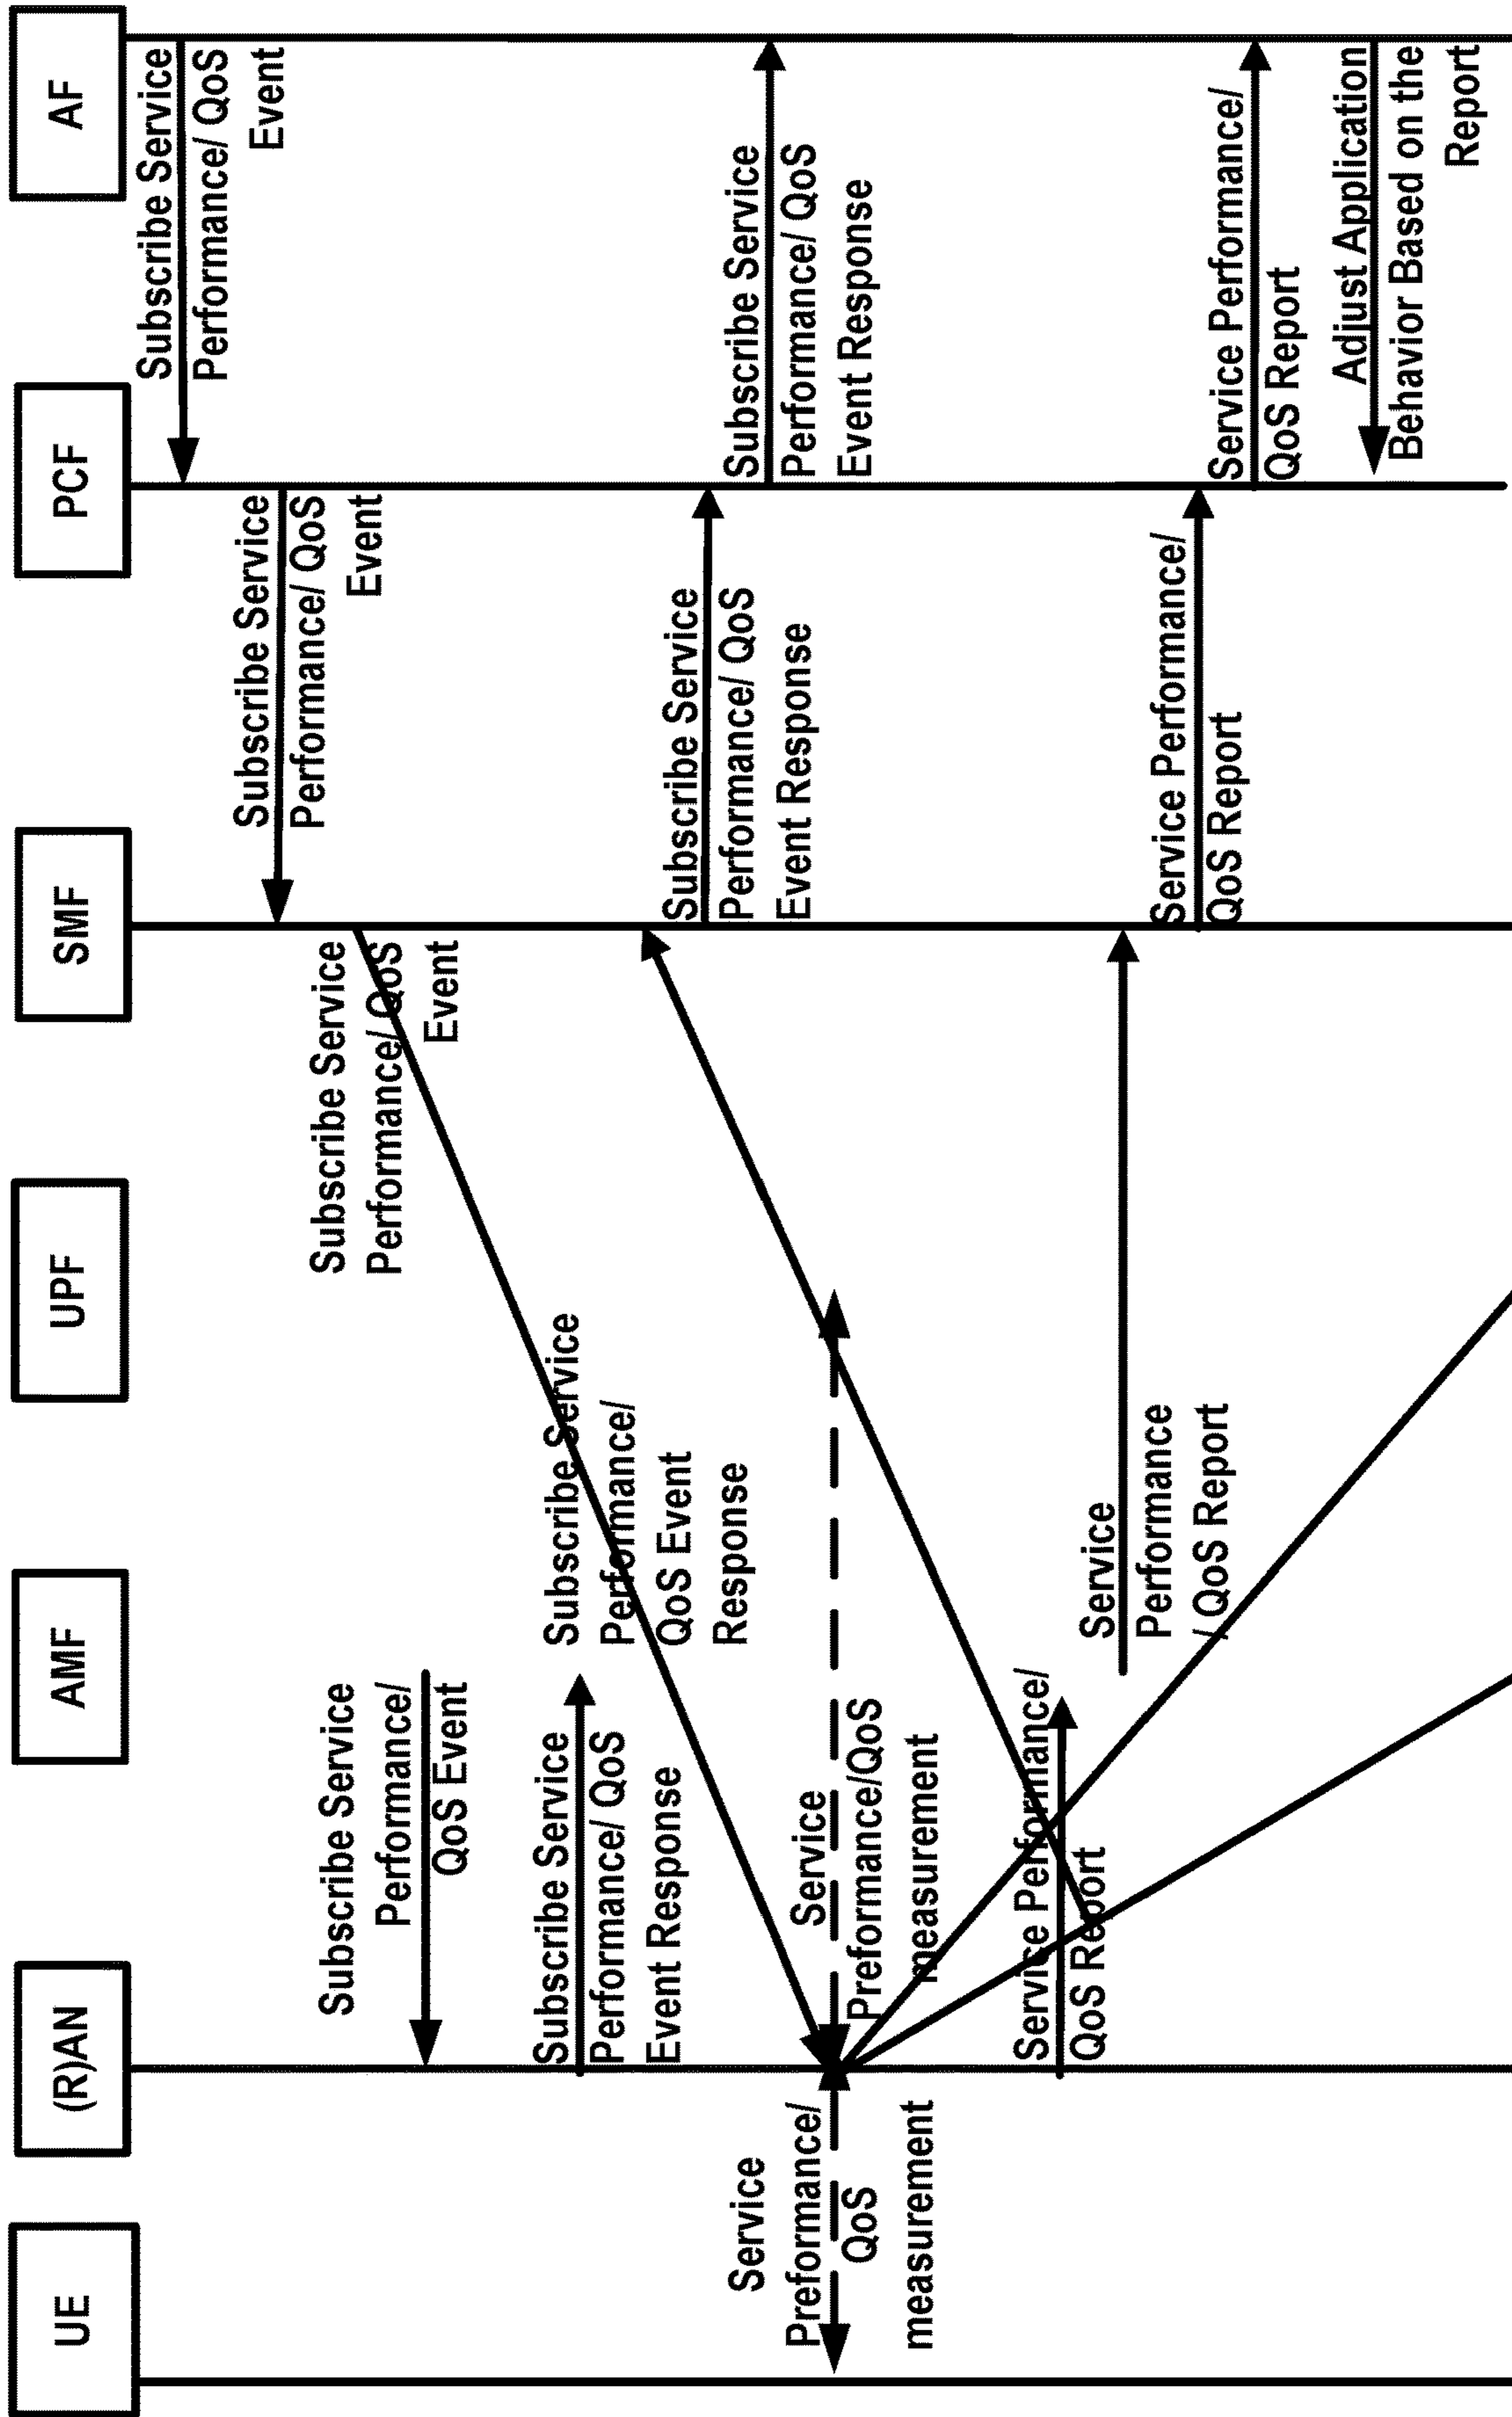 UE
(R)AN
AMF
UPF
SMF
PCF
AF
Subscribe Service
Performance/ QoS
Event
Subscribe Service
Performance/ QoS
Event
Subscribe Service
Performance/ QoS
Event
Subscribe Service
Performance/
QoS Event
Subscribe Service
Performance/ QoS
Event Response
Subscribe Service
Performance/
QoS Event
Response
Subscribe Service
Performance/ QoS
Event Response
Subscribe Service
Performance/ QoS
Event Response
Service
Preformance/
QoS
measurement
Service
Preformance/QoS
measurement
Service Performance/
QoS Report
Service
Performance
/ QoS Report
Service Performance/
QoS Report
Service Performance/
QoS Report
Adjust Application
Behavior Based on the
Report